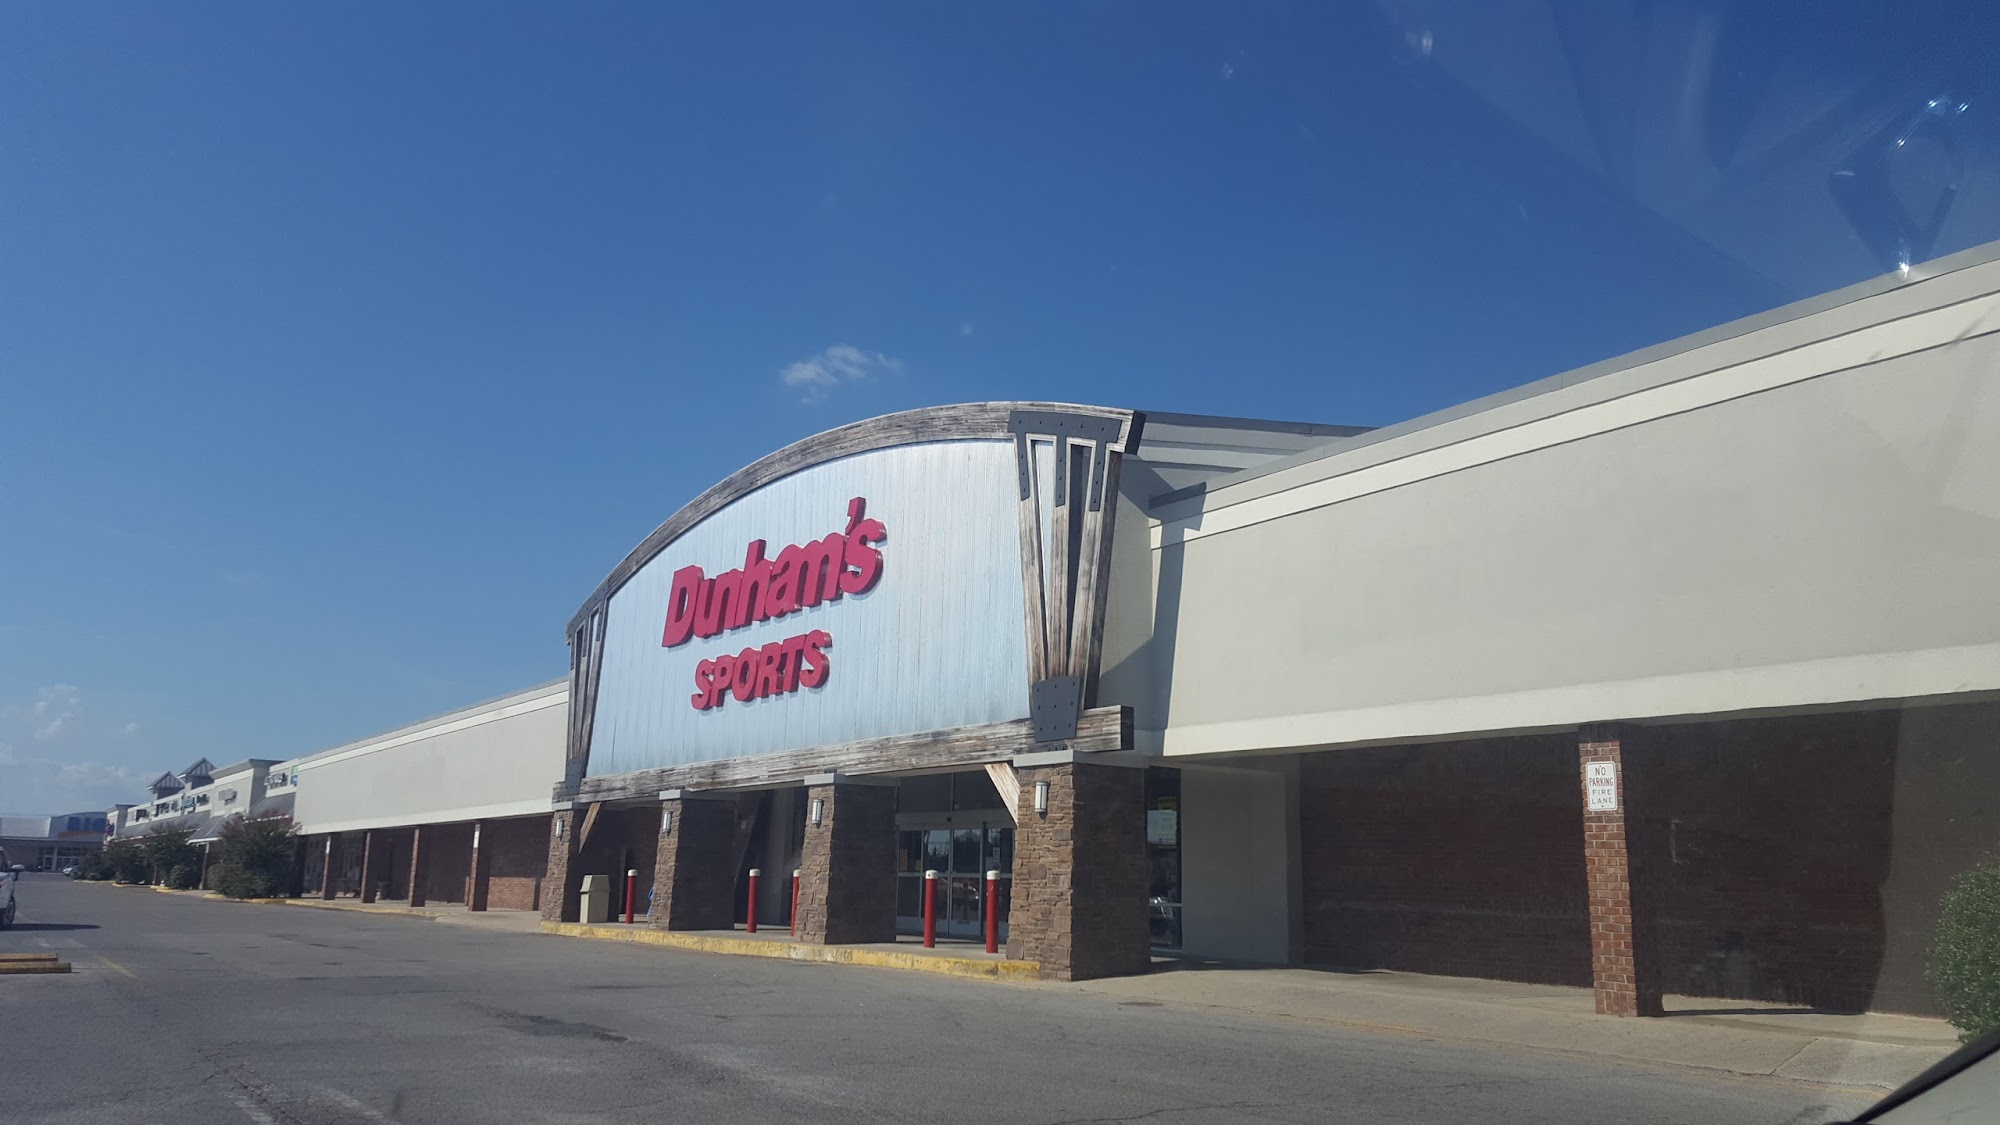 Dunham's
SPORTS
NO
PARKING
FIRE
LANE